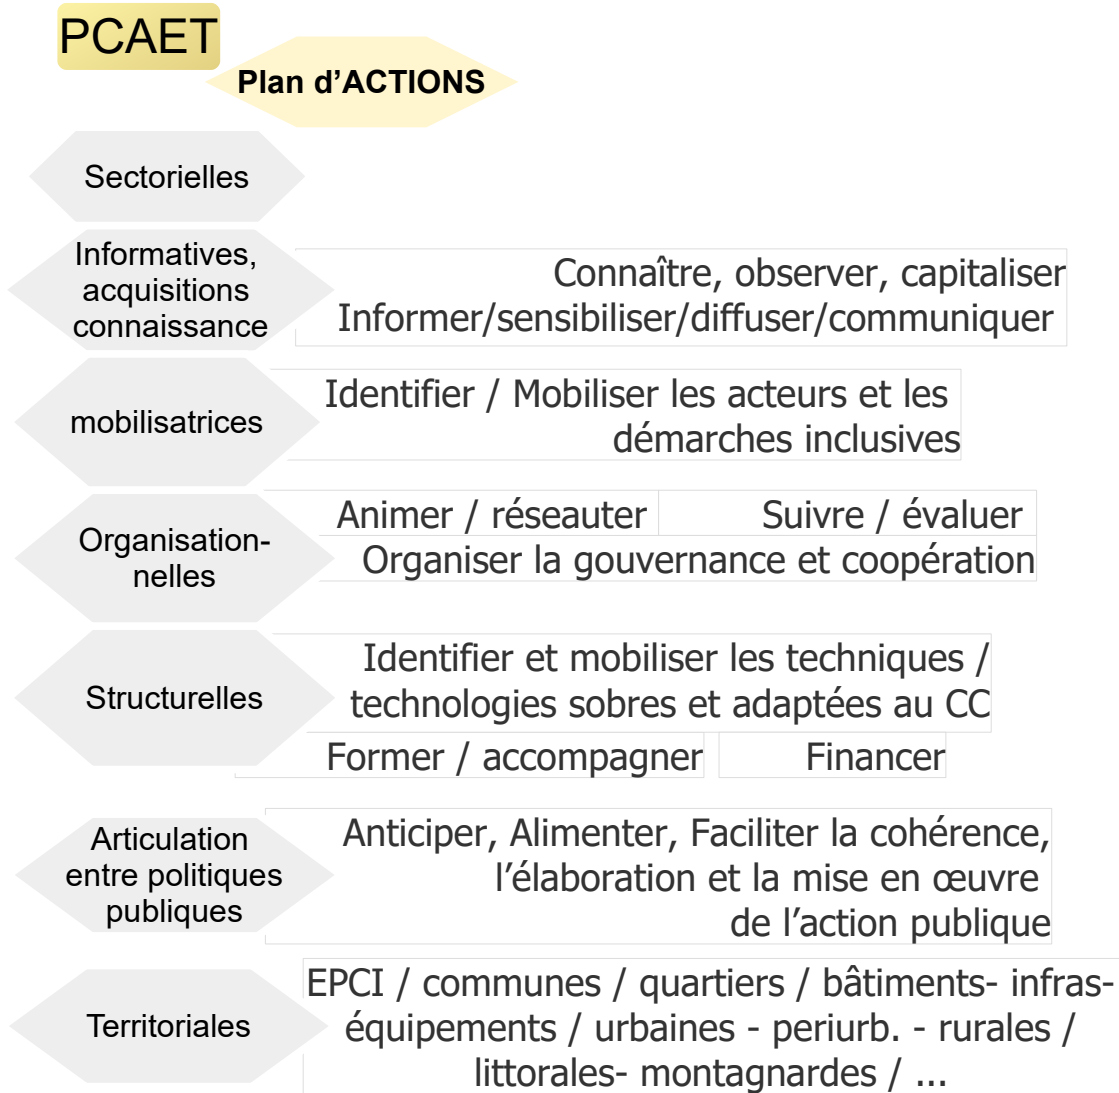 PCAET
Plan d’ACTIONS
Sectorielles
Informatives,
acquisitions
connaissance
Connaître, observer, capitaliser
Informer/sensibiliser/diffuser/communiquer
mobilisatrices
Identifier / Mobiliser les acteurs et les
démarches inclusives
Organisation-
nelles
Animer / réseauter
Suivre / évaluer
Organiser la gouvernance et coopération
Structurelles
Identifier et mobiliser les techniques /
technologies sobres et adaptées au CC
Former / accompagner
Financer
Articulation
entre politiques
publiques
Anticiper, Alimenter, Faciliter la cohérence,
l’élaboration et la mise en œuvre
de l’action publique
Territoriales
EPCI / communes / quartiers / bâtiments- infras-
équipements / urbaines - periurb. - rurales /
littorales- montagnardes / ...